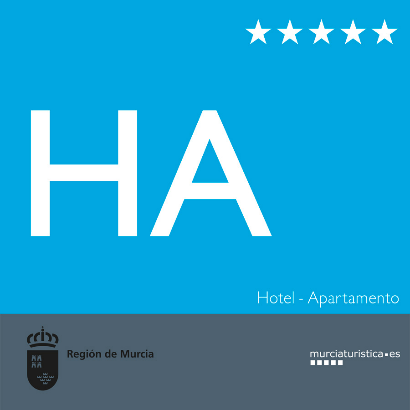 HA
Hotel - Apartamento
Región de Murcia
murciaturistica•es